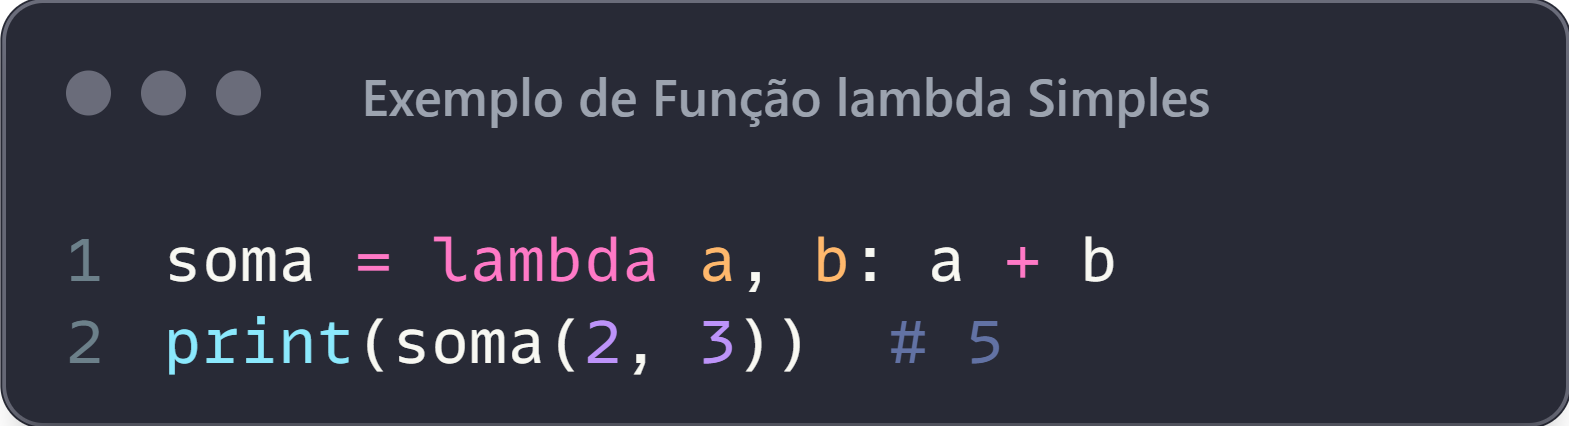 Exemplo de Função lambda Simples
1 soma = lambda a, b: a + b
2 print(soma(2, 3))  # 5